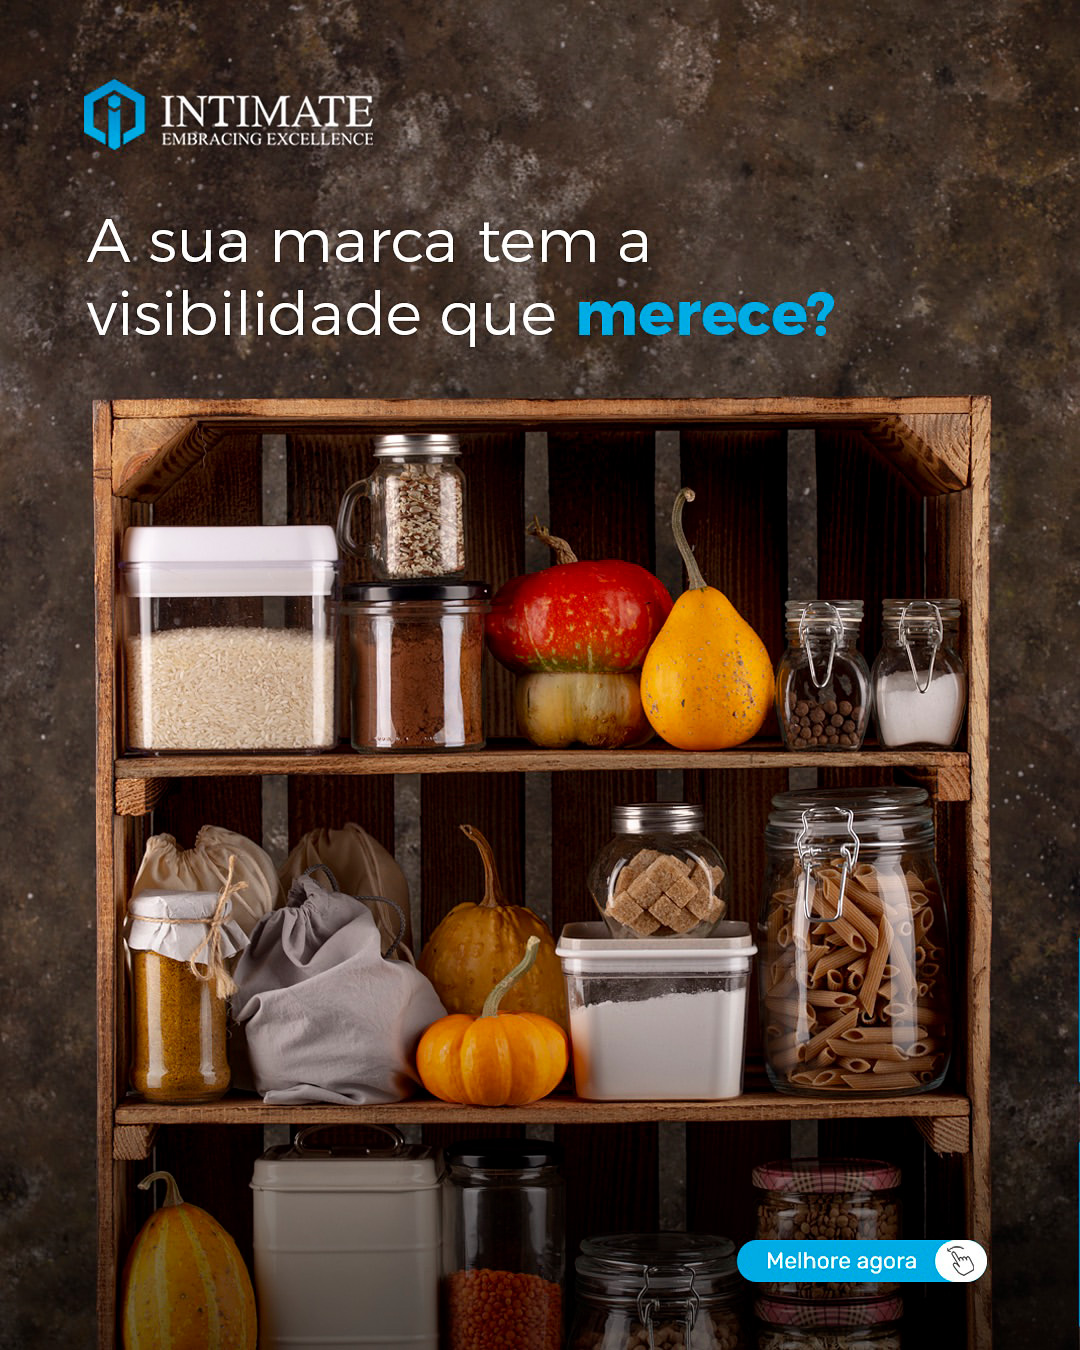 INTIMATE
EMBRACING EXCELLENCE
A sua marca tem a
visibilidade que merece?
Melhore agora